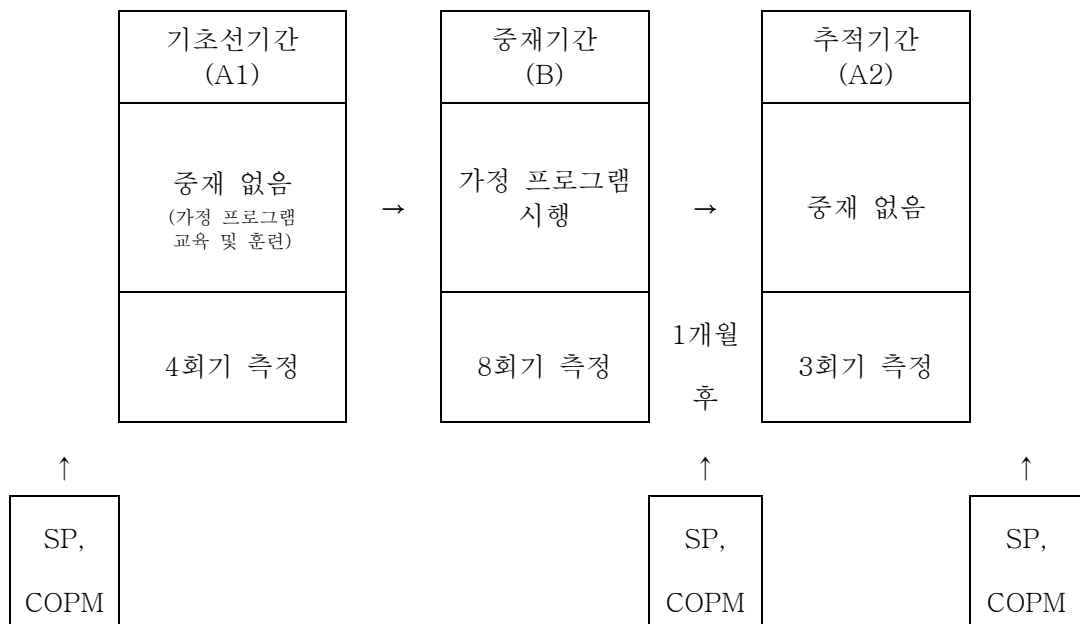 기초선기간
(A1)
중재기간
(B)
추적기간
(A2)
중재 없음
(가정 프로그램
교육 및 훈련)
→
가정 프로그램
시행
→
중재 없음
4회기 측정
8회기 측정
1개월
후
3회기 측정
↑
↑
↑
SP,
COPM
SP,
COPM
SP,
COPM